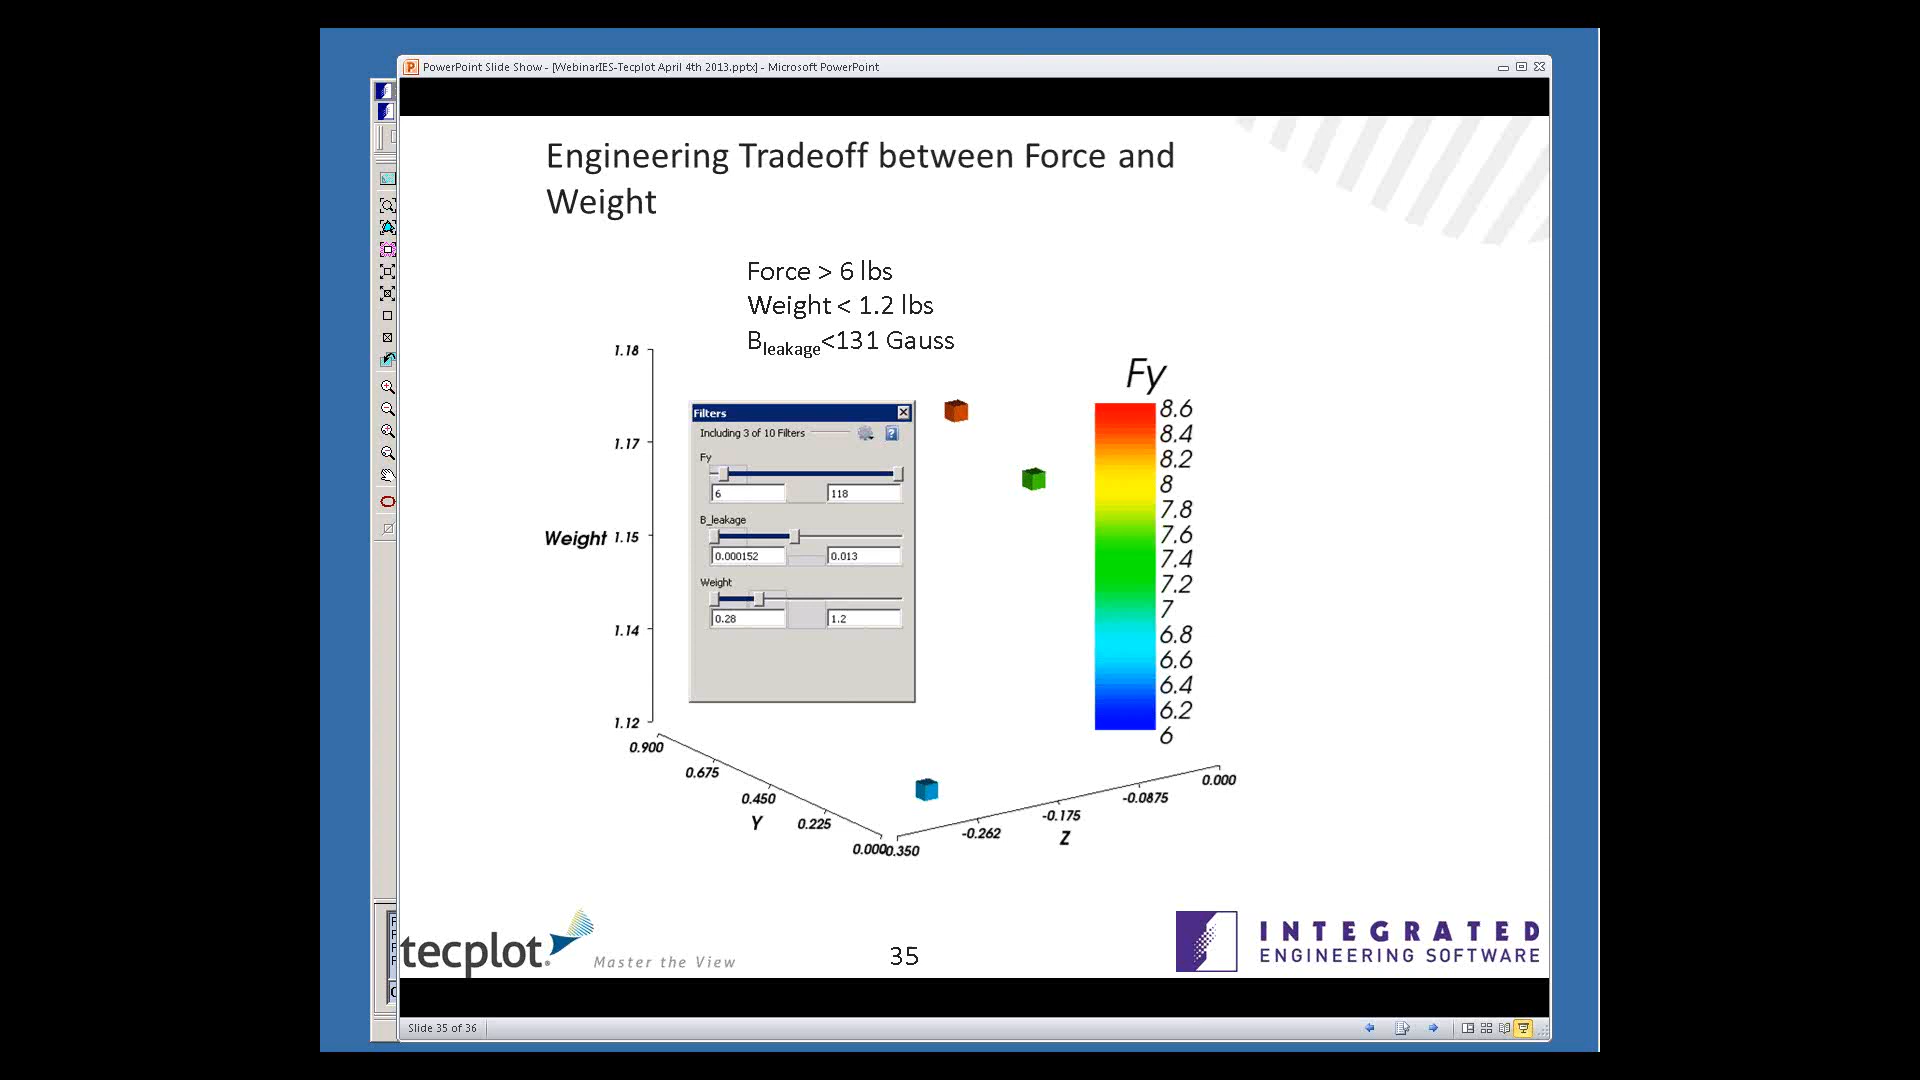 PowerPoint Slide Show - [WebinarIES-Tecplot April 4th 2013.pptx] - Microsoft PowerPoint
Engineering Tradeoff between Force and
Weight
Force > 6 lbs
Weight < 1.2 lbs
Bleakage<131 Gauss
1.18
1.17
Weight 1.15
1.14
1.12
Filters
Including 3 of 10 Filters
Fy
6 118
B_leakage
0.000152 0.013
Weight
0.28 1.2
Fy
8.6
8.4
8.2
8
7.8
7.6
7.4
7.2
7
6.8
6.6
6.4
6.2
6
0.900
0.675
0.450
0.225
0.000
Y
-0.262
-0.175
-0.0875
0.000
Z
tecplot.
Master the View
35
INTEGRATED
ENGINEERING SOFTWARE
Slide 35 of 36